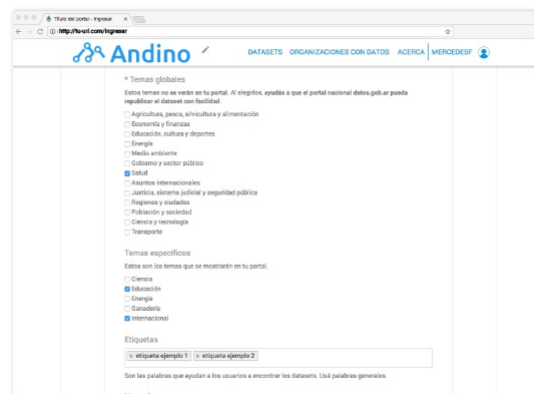 Título de portal - Ingresar
http://tu-url.com/ingresar
Andino
DATASETS ORGANIZACIONES CON DATOS ACERCA MERCEDESF
* Temas globales
Estos temas no se verán en tu portal. Al elegirlos, ayudás a que el portal nacional datos.gob.ar pueda
republicar el dataset con facilidad.
Agricultura, pesca, silvicultura y alimentación
Economía y finanzas
Educación, cultura y deportes
Energía
Medio ambiente
Gobierno y sector público
Salud
Asuntos internacionales
Justicia, sistema judicial y seguridad pública
Regiones y ciudades
Población y sociedad
Ciencia y tecnología
Transporte
Temas específicos
Estos son los temas que se mostrarán en tu portal.
Ciencia
Educación
Energía
Ganadería
Internacional
Etiquetas
× etiqueta ejemplo 1 × etiqueta ejemplo 2
Son las palabras que ayudan a los usuarios a encontrar los datasets. Usá palabras generales.